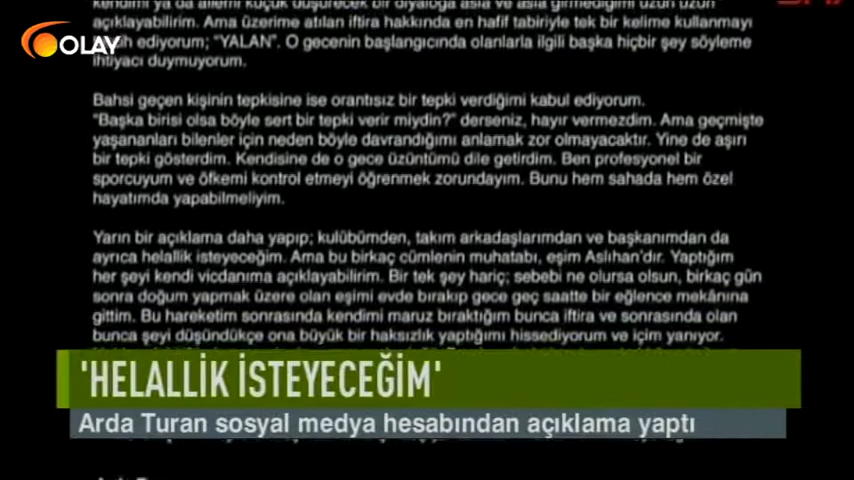 kendimi ya da ailemi küçük düşürecek bir diyaloğa asla ve asla girmediğimi uzun uzun
açıklayabilirim. Ama üzerime atılan iftira hakkında en hafif tabiriyle tek bir kelime kullanmayı
ih ediyorum; "YALAN". O gecenin başlangıcında olanlarla ilgili başka hiçbir şey söyleme
ihtiyacı duymuyorum.
OLAY
Bahsi geçen kişinin tepkisine ise orantısız bir tepki verdiğimi kabul ediyorum.
"Başka birisi olsa böyle sert bir tepki verir miydin?" derseniz, hayır vermezdim. Ama geçmişte
yaşananları bilenler için neden böyle davrandığımı anlamak zor olmayacaktır. Yine de aşırı
bir tepki gösterdim. Kendisine de o gece üzüntümü dile getirdim. Ben profesyonel bir
sporcuyum ve öfkemi kontrol etmeyi öğrenmek zorundayım. Bunu hem sahada hem özel
hayatımda yapabilmeliyim.
Yarın bir açıklama daha yapıp; kulübümden, takım arkadaşlarımdan ve başkanımdan da
ayrıca helallik isteyeceğim. Ama bu birkaç cümlenin muhatabı, eşim Aslıhan'dır. Yaptığım
her şeyi kendi vicdanıma açıklayabilirim. Bir tek şey hariç; sebebi ne olursa olsun, birkaç gün
sonra doğum yapmak üzere olan eşimi evde bırakıp gece geç saatte bir eğlence mekânına
gittim. Bu hareketim sonrasında kendimi maruz bıraktığım bunca iftira ve sonrasında olan
bunca şeyi düşündükçe ona büyük bir haksızlık yaptığımı hissediyorum ve içim yanıyor.
'HELALLİK İSTEYECEĞİM'
Arda Turan sosyal medya hesabından açıklama yaptı